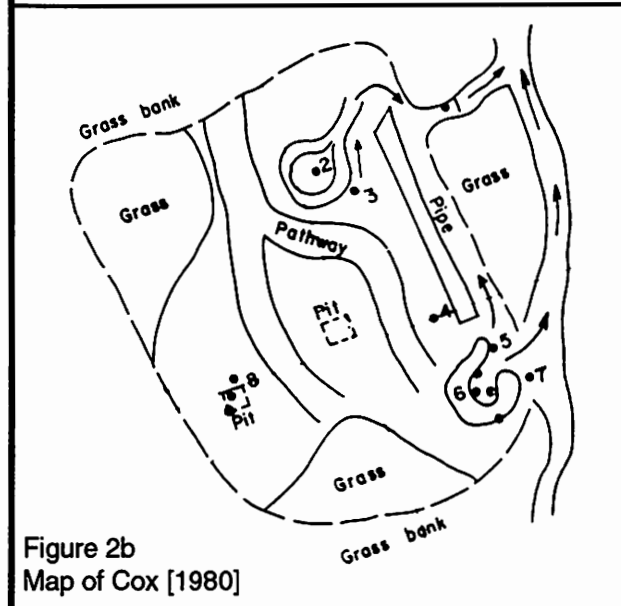 Grass bank
Grass
2
3
1
Grass
Pipe
Pathway
Pit
4
5
6
7
8
Pit
Grass
Grass bank
Figure 2b
Map of Cox [1980]